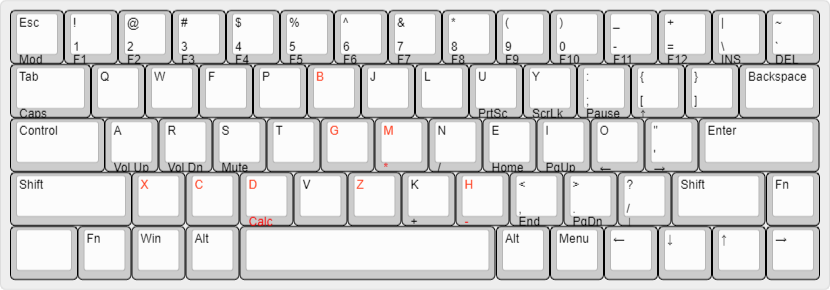 Esc ! @ # $ % ^ & * ( ) _ + | ~
1 2 3 4 5 6 7 8 9 0 - = \ `
Mod F1 F2 F3 F4 F5 F6 F7 F8 F9 F10 F11 F12 INS DEL
Tab Q W F P B J L U Y : { } Backspace
; [ ]
Caps PrtSc ScrLk Pause ↑
Control A R S T G M N E I O " Enter
'
Vol Up Vol Dn Mute * / Home PgUp ← →
Shift X C D V Z K H < > ? Shift Fn
, . /
Calc + - End PgDn ↓
Fn Win Alt Alt Menu ← ↓ ↑ →